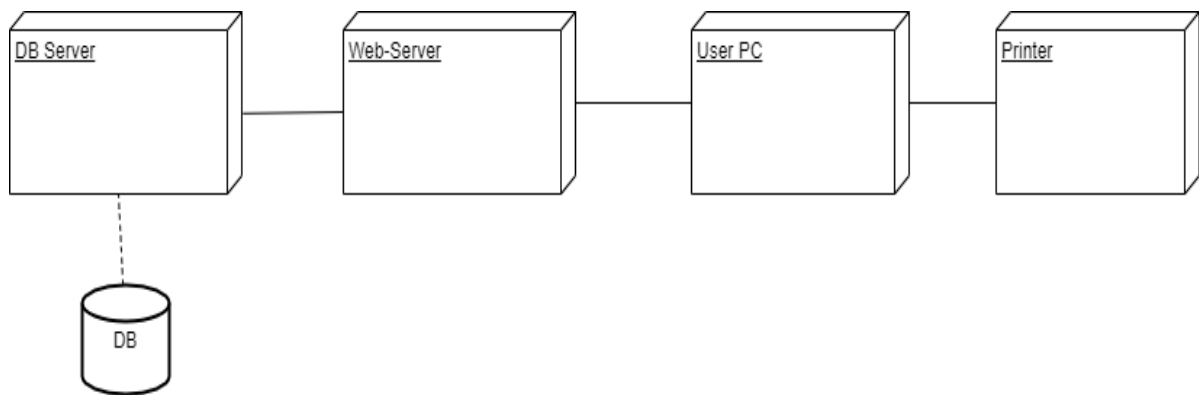 DB Server
Web-Server
User PC
Printer
DB